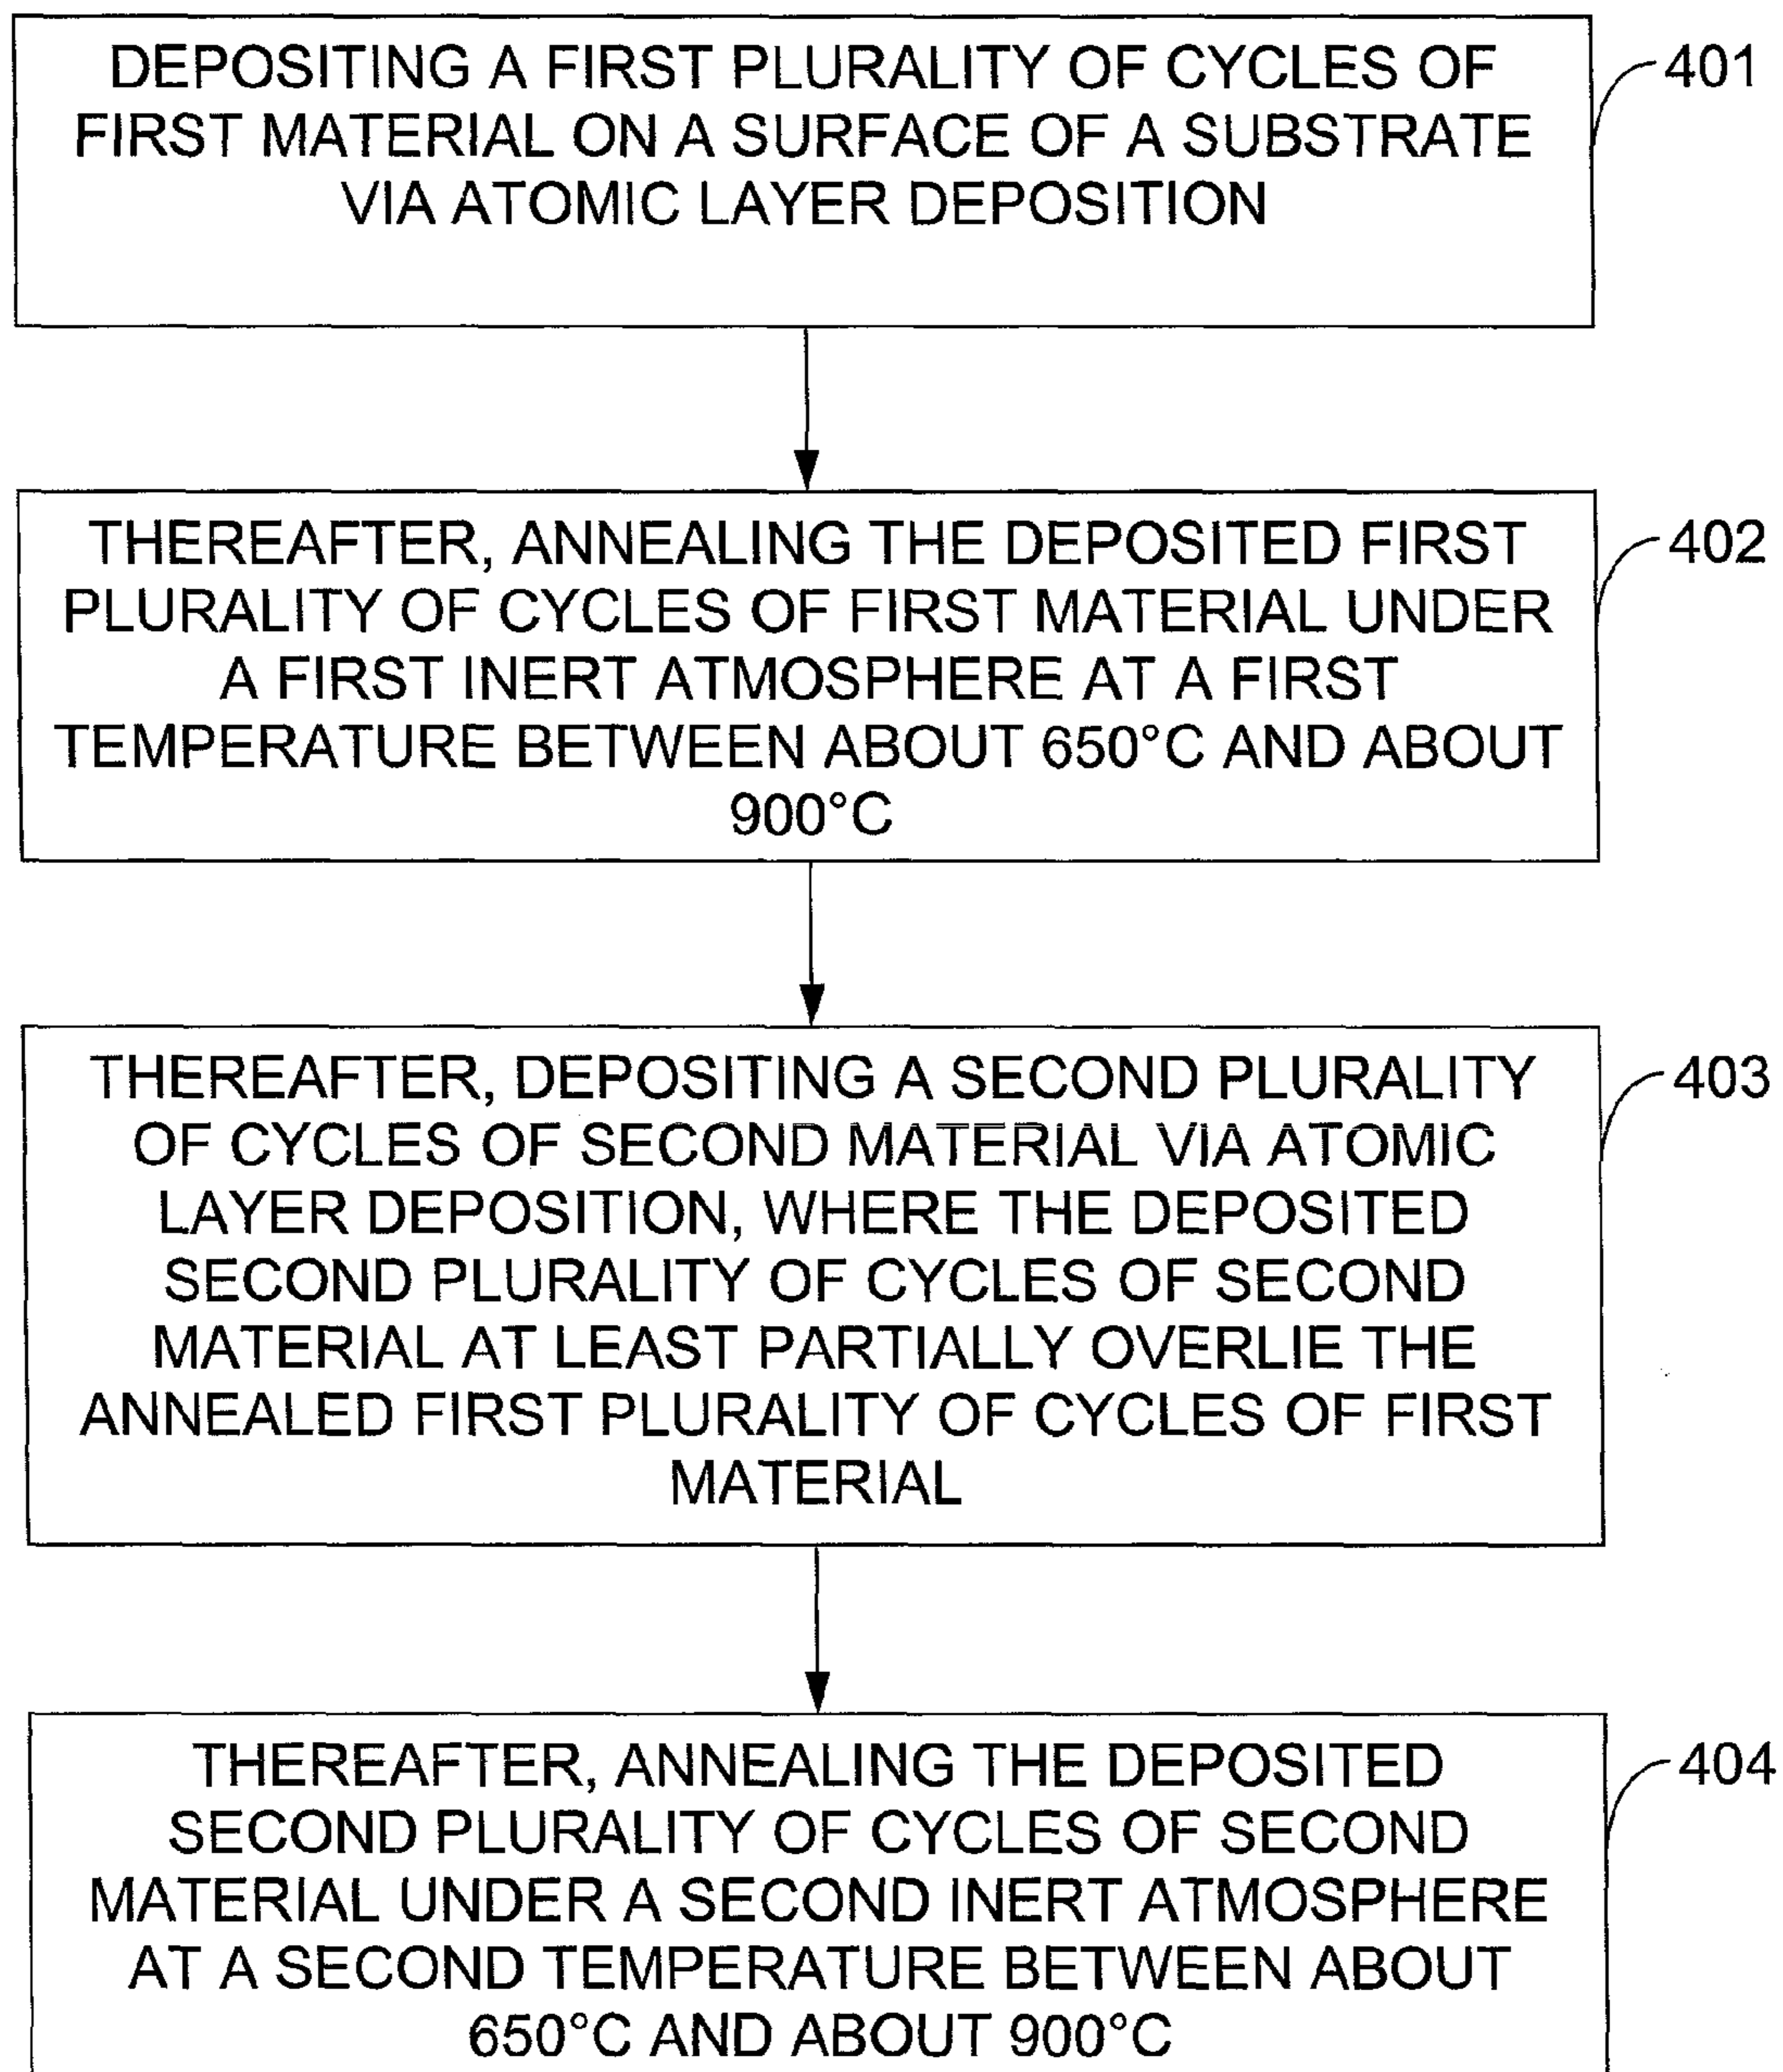 DEPOSITING A FIRST PLURALITY OF CYCLES OF
FIRST MATERIAL ON A SURFACE OF A SUBSTRATE
VIA ATOMIC LAYER DEPOSITION
401
THEREAFTER, ANNEALING THE DEPOSITED FIRST
PLURALITY OF CYCLES OF FIRST MATERIAL UNDER
A FIRST INERT ATMOSPHERE AT A FIRST
TEMPERATURE BETWEEN ABOUT 650°C AND ABOUT
900°C
402
THEREAFTER, DEPOSITING A SECOND PLURALITY
OF CYCLES OF SECOND MATERIAL VIA ATOMIC
LAYER DEPOSITION, WHERE THE DEPOSITED
SECOND PLURALITY OF CYCLES OF SECOND
MATERIAL AT LEAST PARTIALLY OVERLIE THE
ANNEALED FIRST PLURALITY OF CYCLES OF FIRST
MATERIAL
403
THEREAFTER, ANNEALING THE DEPOSITED
SECOND PLURALITY OF CYCLES OF SECOND
MATERIAL UNDER A SECOND INERT ATMOSPHERE
AT A SECOND TEMPERATURE BETWEEN ABOUT
650°C AND ABOUT 900°C
404